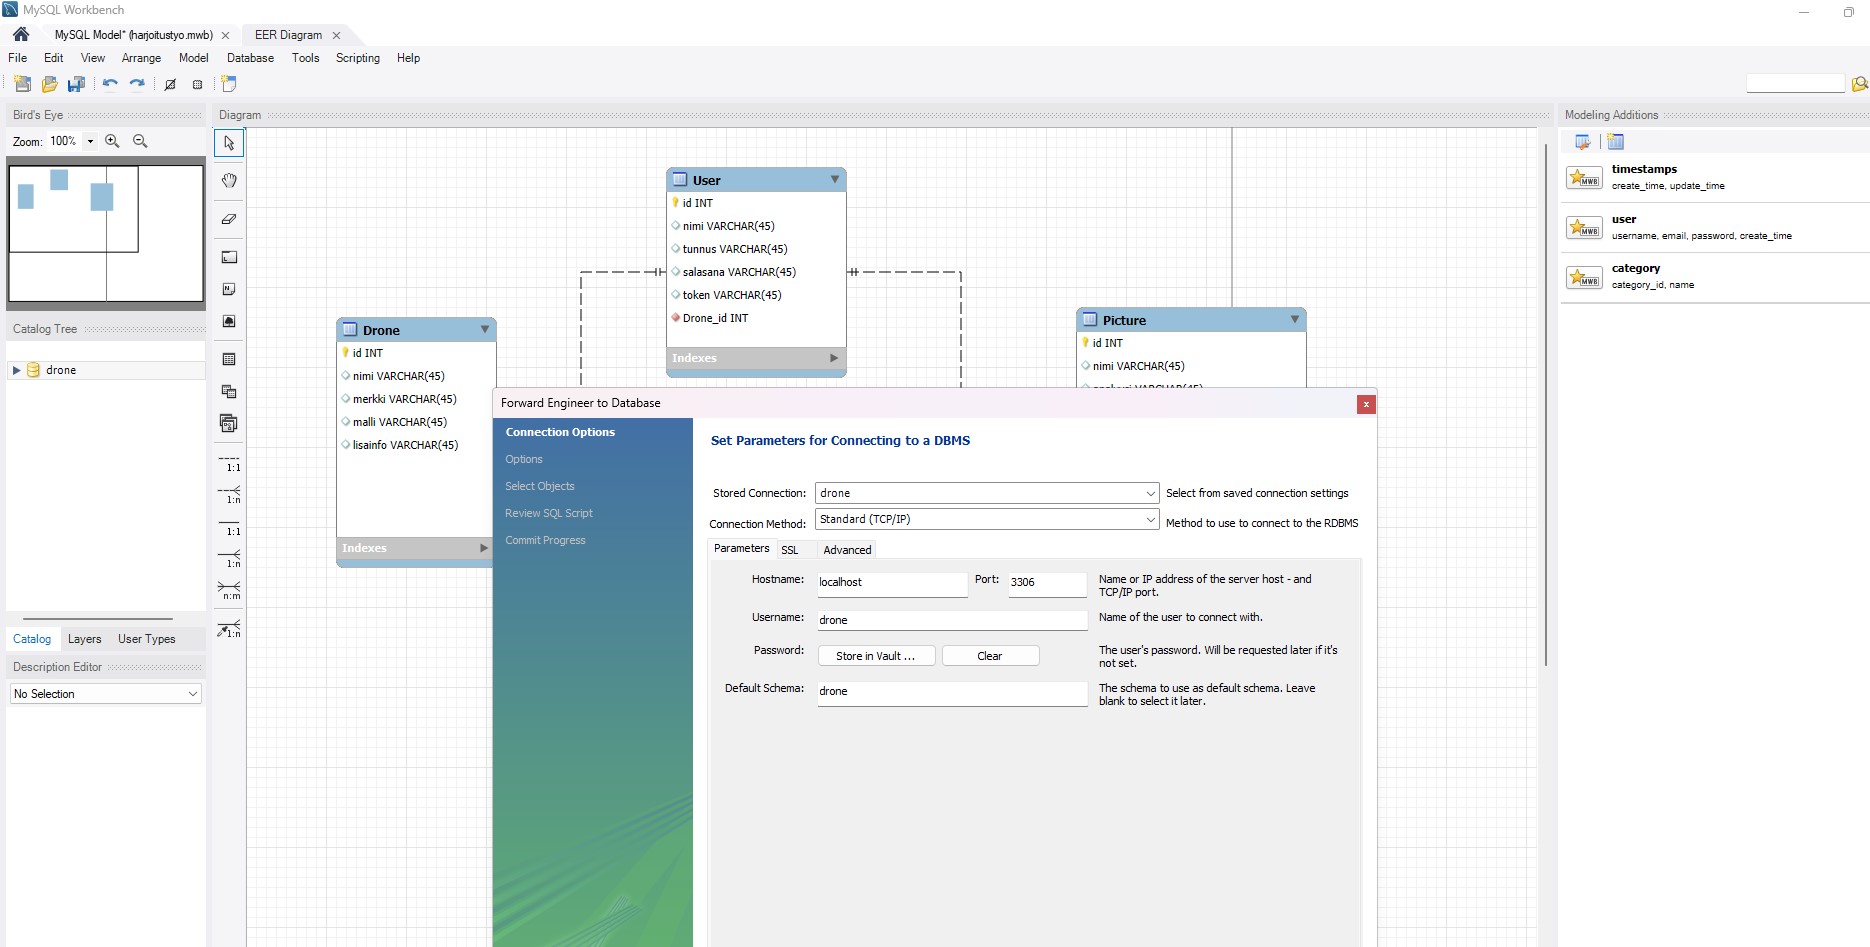 MySQL Workbench
MySQL Model* (harjoitustyo.mwb)
EER Diagram
File Edit View Arrange Model Database Tools Scripting Help
Bird's Eye
Zoom: 100%
Catalog Tree
drone
Catalog Layers User Types
Description Editor
No Selection
Diagram
1:1
1:n
1:1
1:n
n:m
1:n
Drone
id INT
nimi VARCHAR(45)
merkki VARCHAR(45)
malli VARCHAR(45)
lisainfo VARCHAR(45)
Indexes
User
id INT
nimi VARCHAR(45)
tunnus VARCHAR(45)
salasana VARCHAR(45)
token VARCHAR(45)
Drone_id INT
Indexes
Picture
id INT
nimi VARCHAR(45)
Forward Engineer to Database
x
Connection Options
Options
Select Objects
Review SQL Script
Commit Progress
Set Parameters for Connecting to a DBMS
Stored Connection: drone Select from saved connection settings
Connection Method: Standard (TCP/IP) Method to use to connect to the RDBMS
Parameters SSL Advanced
Hostname: localhost Port: 3306 Name or IP address of the server host - and
TCP/IP port.
Username: drone Name of the user to connect with.
Password: Store in Vault ... Clear The user's password. Will be requested later if it's
not set.
Default Schema: drone The schema to use as default schema. Leave
blank to select it later.
Modeling Additions
MWB
timestamps
create_time, update_time
MWB
user
username, email, password, create_time
MWB
category
category_id, name